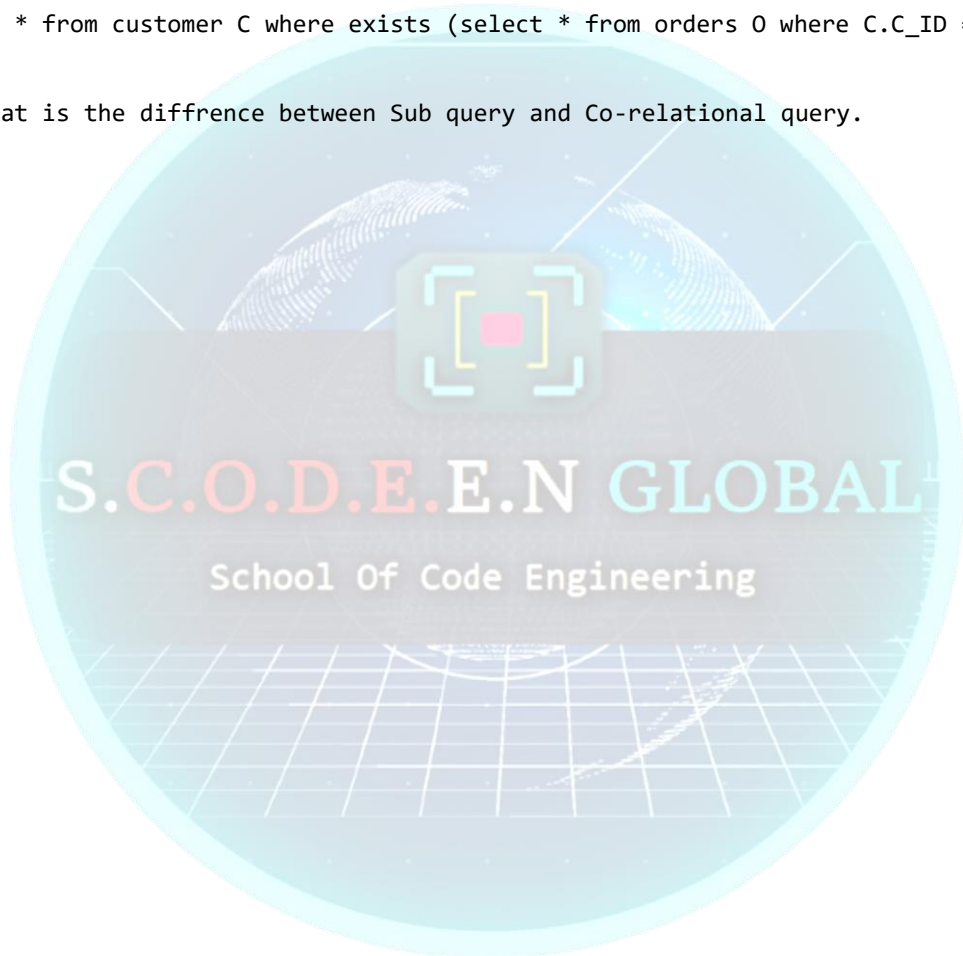 * from customer C where exists (select * from orders O where C.C_ID
at is the diffrence between Sub query and Co-relational query.
S.C.O.D.E.E.N GLOBAL
School Of Code Engineering